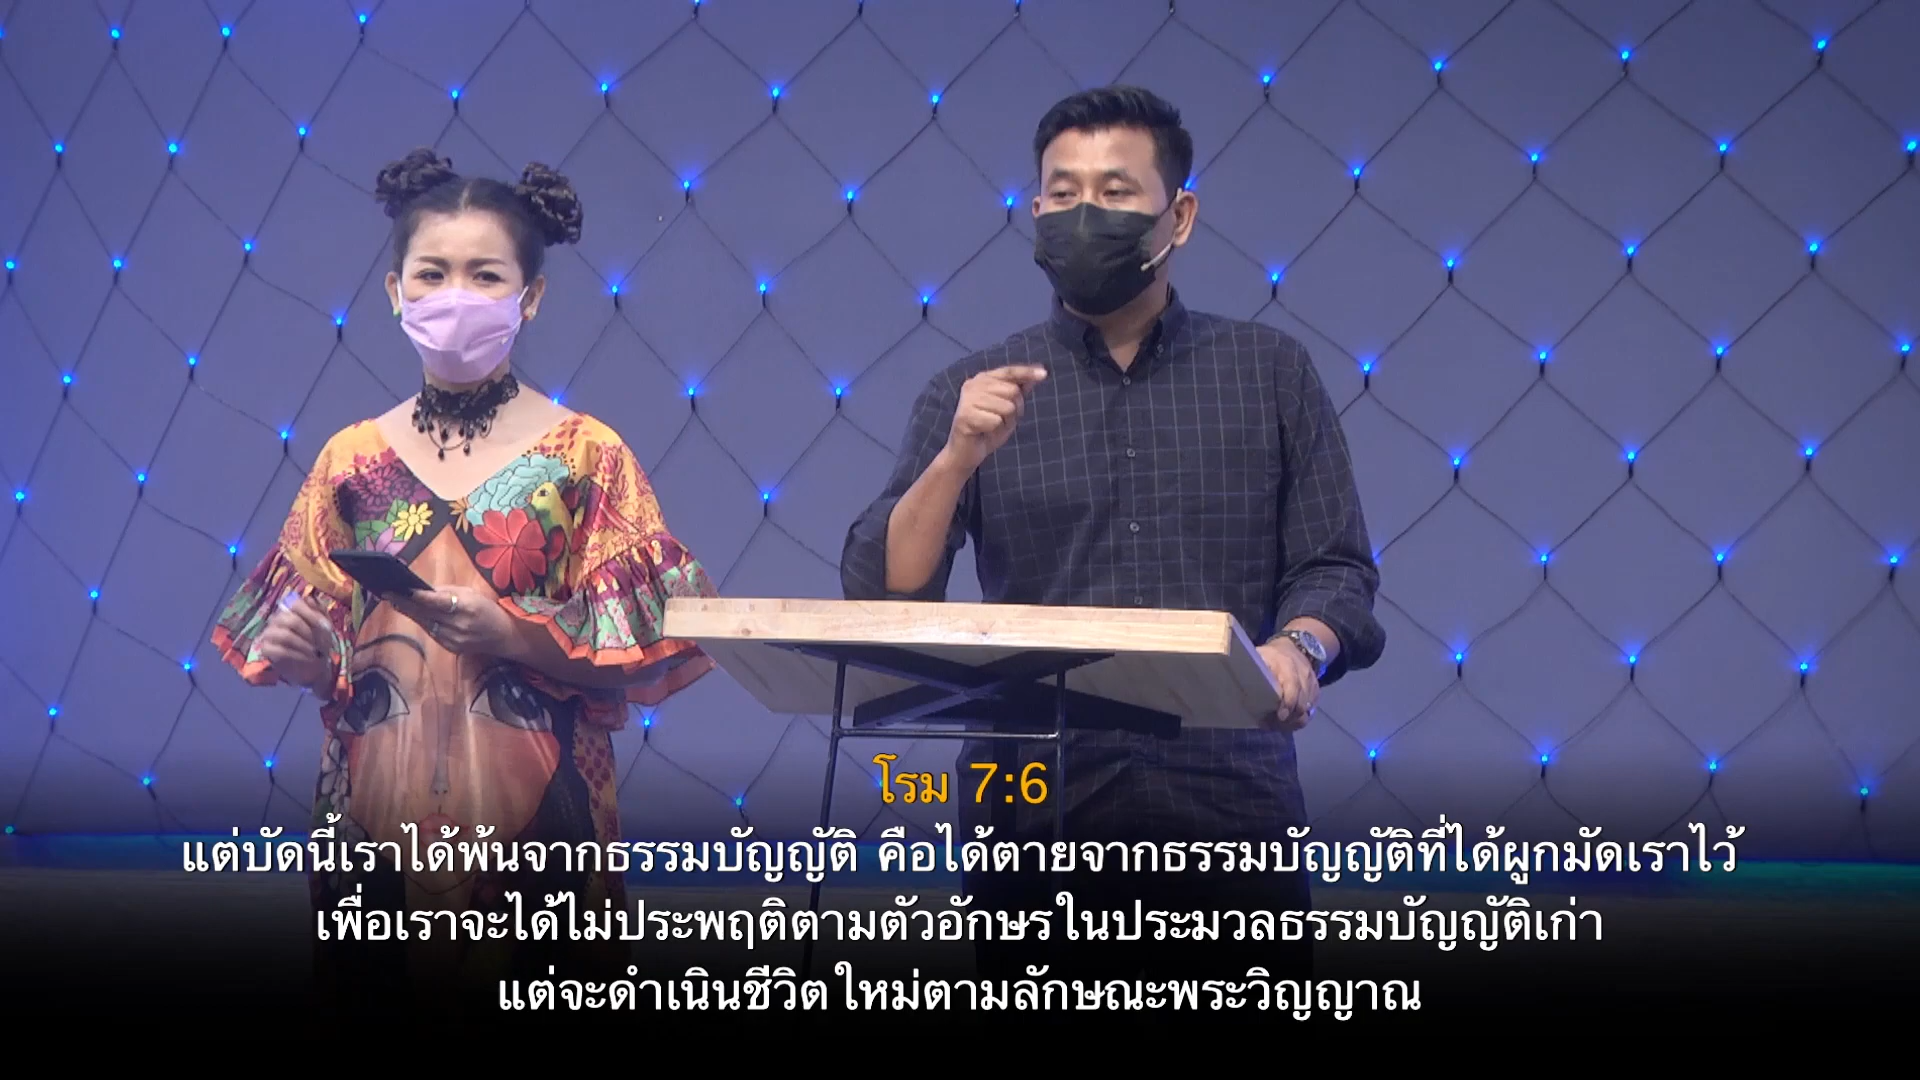 โรม 7:6
แต่บัดนี้เราได้พ้นจากธรรมบัญญัติ คือได้ตายจากธรรมบัญญัติที่ได้ผูกมัดเราไว้
เพื่อเราจะได้ไม่ประพฤติตามตัวอักษรในประมวลธรรมบัญญัติเก่า
แต่จะดำเนินชีวิตใหม่ตามลักษณะพระวิญญาณ